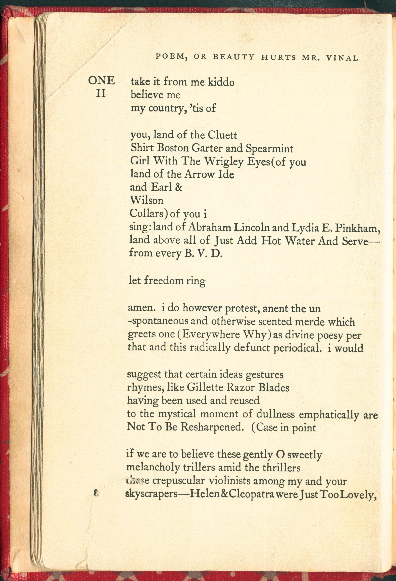 POEM, OR BEAUTY HURTS MR. VINAL
ONE
II
take it from me kiddo
believe me
my country, 'tis of
you, land of the Cluett
Shirt Boston Garter and Spearmint
Girl With The Wrigley Eyes(of you
land of the Arrow Ide
and Earl &
Wilson
Collars) of you i
sing: land of Abraham Lincoln and Lydia E. Pinkham,
land above all of Just Add Hot Water And Serve—
from every B. V. D.
let freedom ring
amen. i do however protest, anent the un
-spontaneous and otherwise scented merde which
greets one (Everywhere Why) as divine poesy per
that and this radically defunct periodical. i would
suggest that certain ideas gestures
rhymes, like Gillette Razor Blades
having been used and reused
to the mystical moment of dullness emphatically are
Not To Be Resharpened. (Case in point
if we are to believe these gently O sweetly
melancholy trillers amid the thrillers
these crepuscular violinists among my and your
skyscrapers—Helen&Cleopatra were Just Too Lovely,